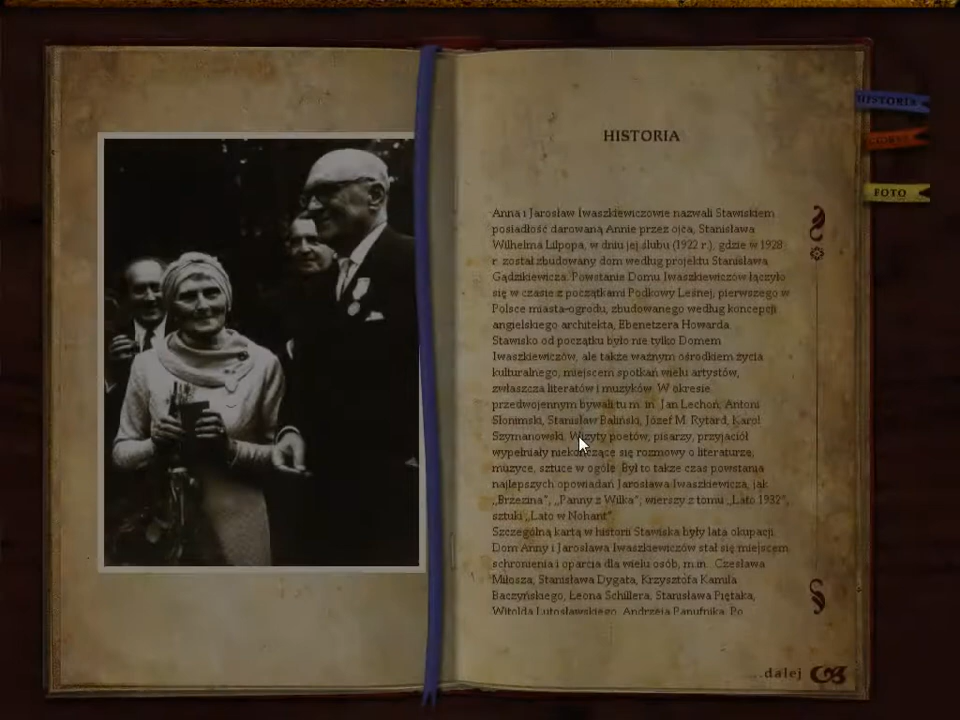 HISTORIA
HISTORIA
FOTO
Anna i Jarosław Iwaszkiewiczowie nazwali Stawiskiem
posiadłość darowaną Annie przez ojca, Stanisława
Wilhelma Lilpopa, w dniu jej ślubu (1922 r.), gdzie w 1928
r. został zbudowany dom według projektu Stanisława
Gądzikiewicza. Powstanie Domu Iwaszkiewiczów łączyło
się w czasie z początkami Podkowy Leśnej, pierwszego w
Polsce miasta-ogrodu, zbudowanego według koncepcji
angielskiego architekta, Ebenetzera Howarda.
Stawisko od początku było nie tylko Domem
Iwaszkiewiczów, ale także ważnym ośrodkiem życia
kulturalnego, miejscem spotkań wielu artystów,
zwłaszcza literatów i muzyków. W okresie
przedwojennym bywali tu m. in. Jan Lechoń, Antoni
Słonimski, Stanisław Baliński, Józef M. Rytard, Karol
Szymanowski. Wizyty poetów, pisarzy, przyjaciół
wypełniały niekończące się rozmowy o literaturze,
muzyce, sztuce w ogóle. Był to także czas powstania
najlepszych opowiadań Jarosława Iwaszkiewicza, jak
„Brzezina", „Panny z Wilka"; wierszy z tomu „Lato 1932",
sztuki „Lato w Nohant".
Szczególną kartą w historii Stawiska były lata okupacji.
Dom Anny i Jarosława Iwaszkiewiczów stał się miejscem
schronienia i oparcia dla wielu osób, m.in. Czesława
Miłosza, Stanisława Dygata, Krzysztofa Kamila
Baczyńskiego, Leona Schillera, Stanisława Piętaka,
Witolda Lutosławskiego, Andrzeja Panufnika. Po
...dalej